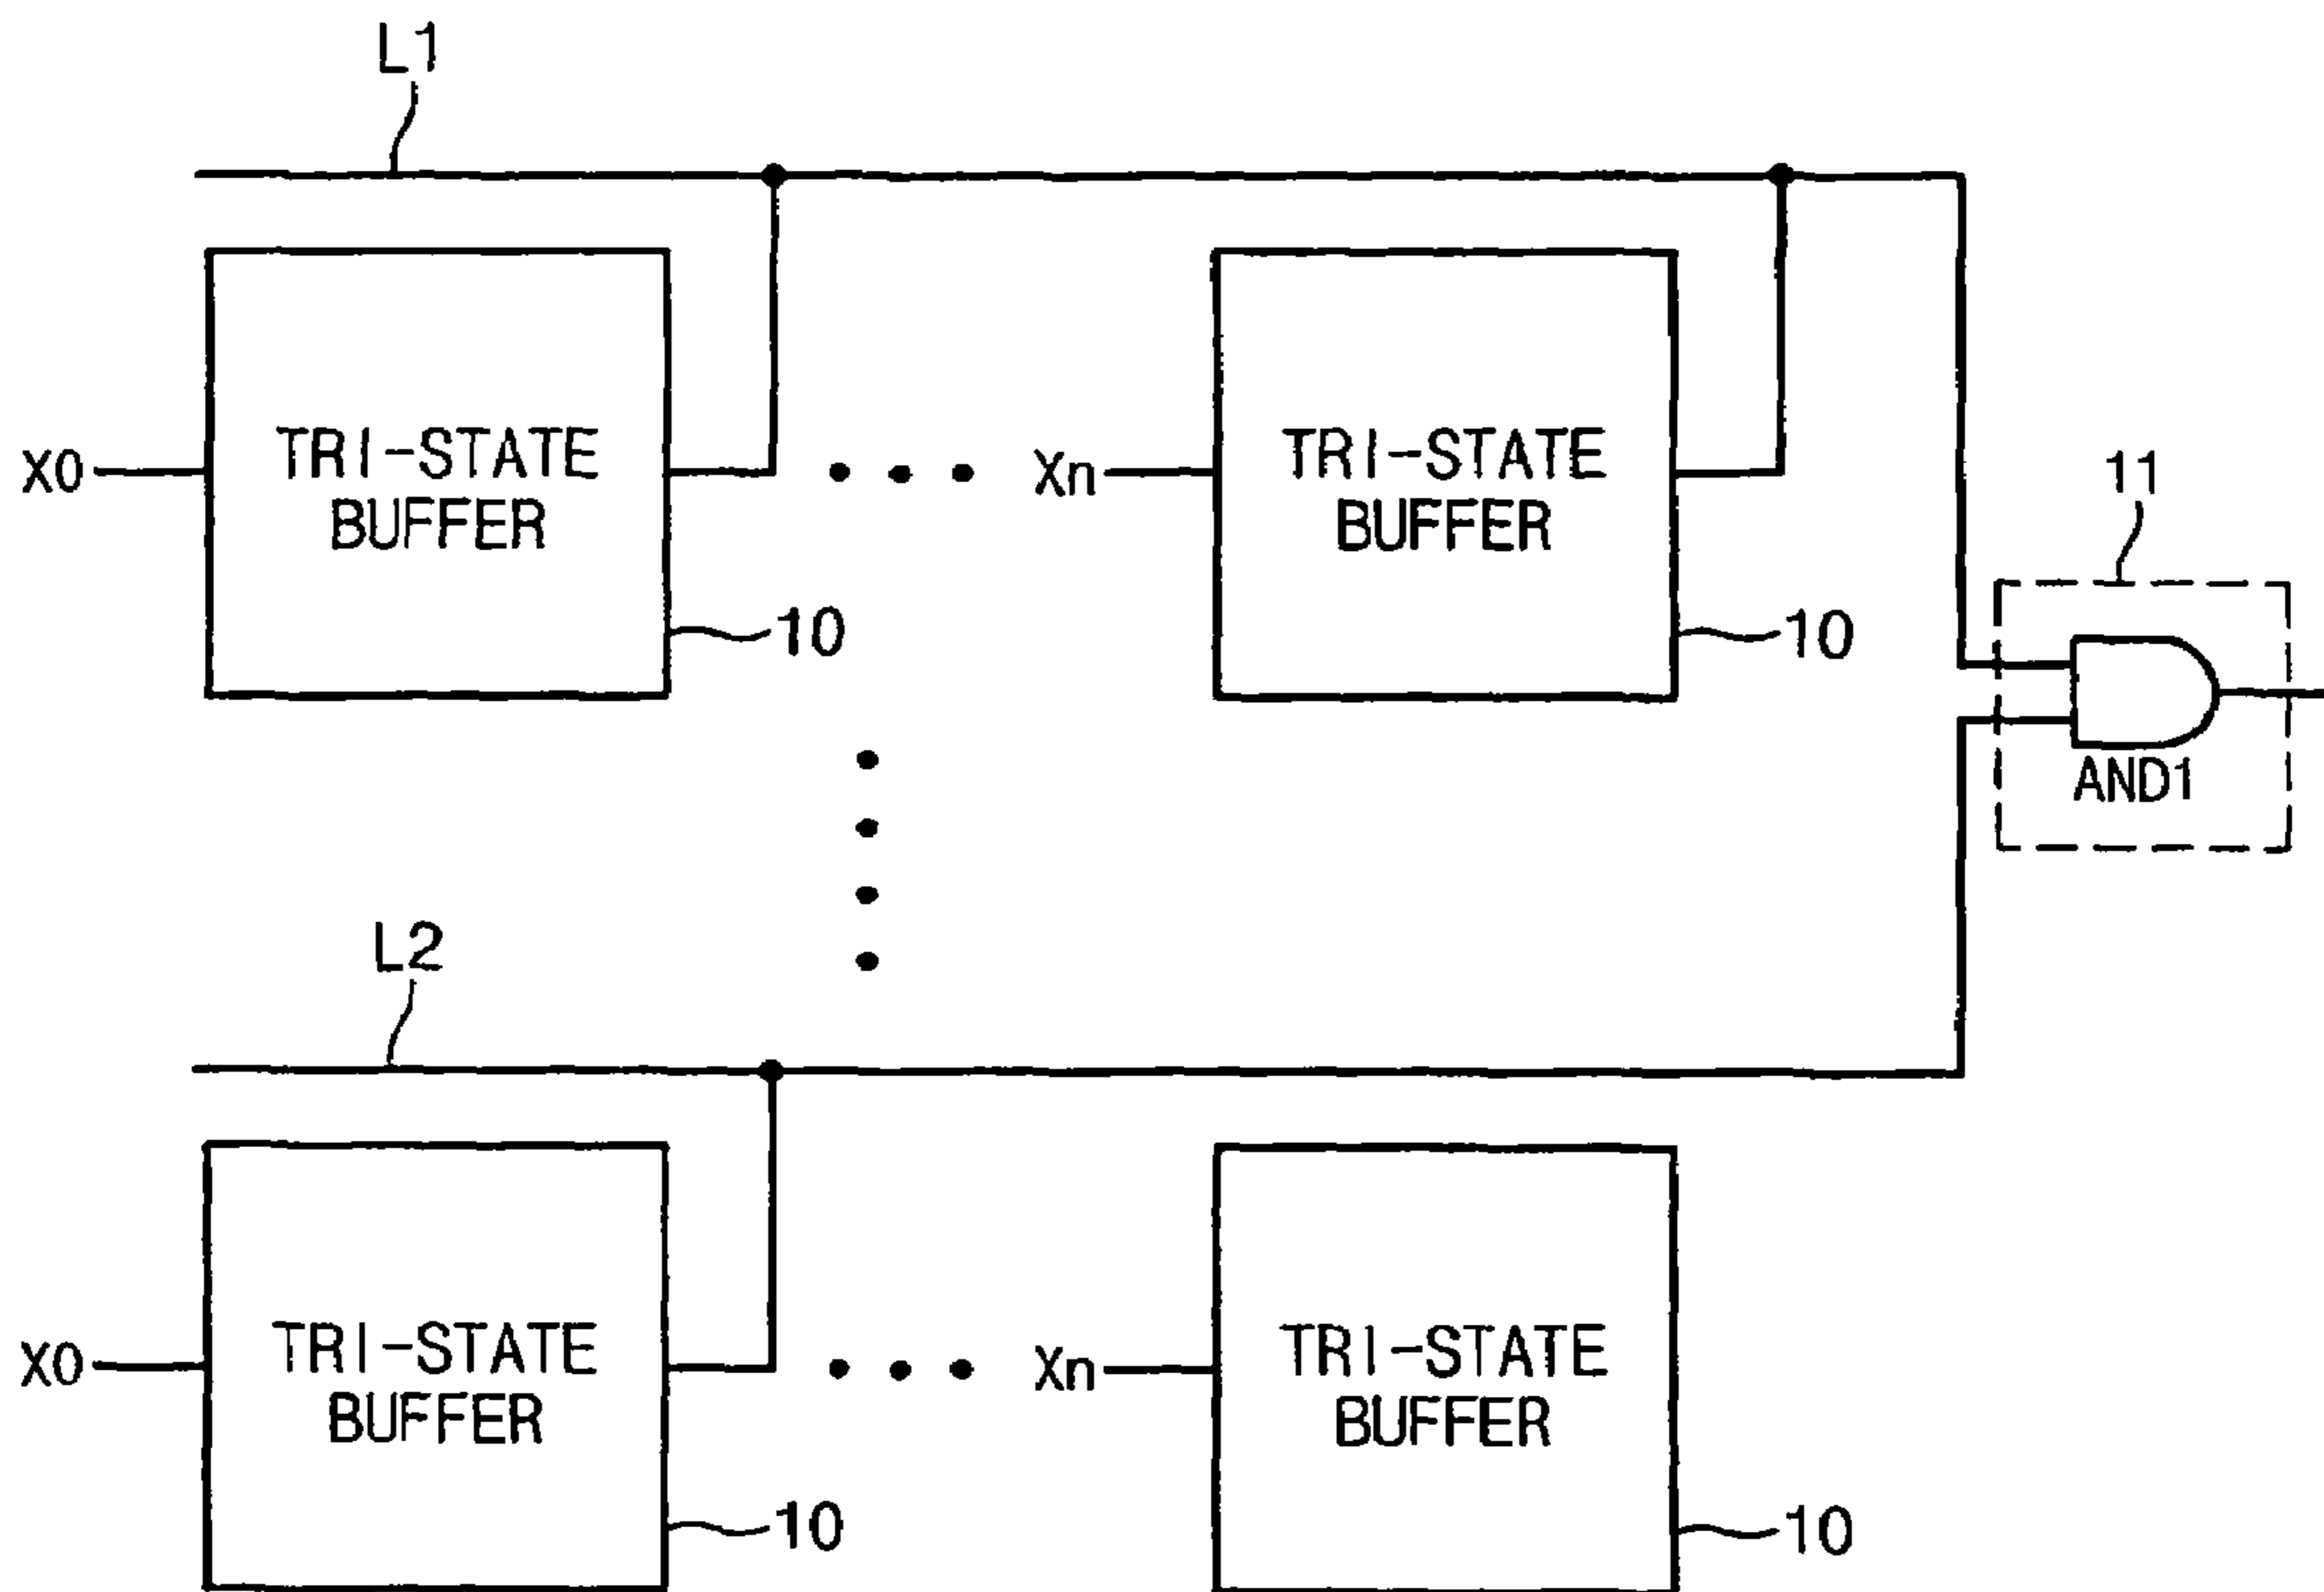 L1
X0
TRI-STATE
BUFFER
10
Xn
TRI-STATE
BUFFER
10
11
AND1
L2
X0
TRI-STATE
BUFFER
10
Xn
TRI-STATE
BUFFER
10